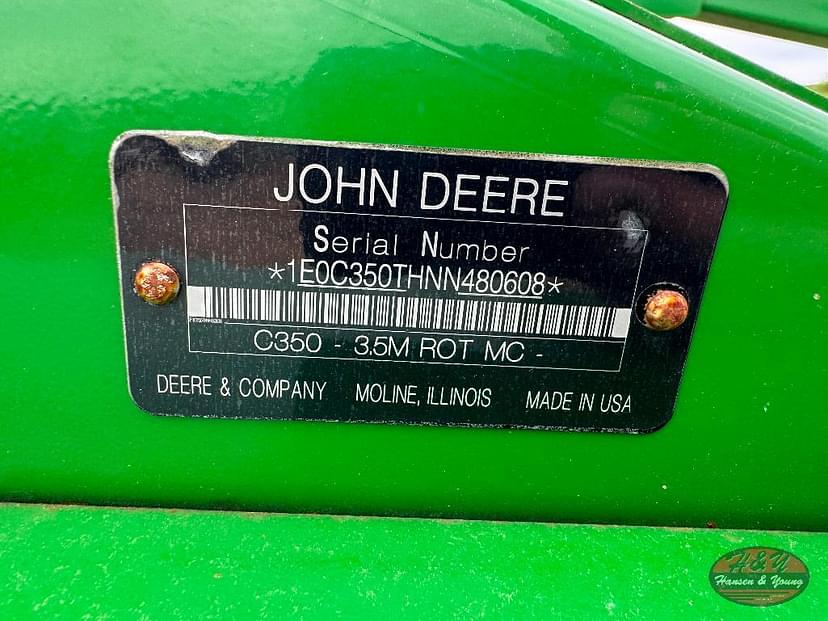 JOHN DEERE
Serial Number
*1E0C350THNN480608*
C350 - 3.5M ROT MC -
DEERE & COMPANY MOLINE, ILLINOIS MADE IN USA
H&Y
Hansen & Young